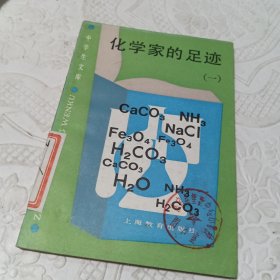 中学生文库
化学家的足迹
(一)
CaCO₃ NH₃
NaCl
Fe₃O₄ Fe₃O₄
H₂CO₃
CaCO₃
H₂O NH₃
H₂CO₃
上海教育出版社
WENKU